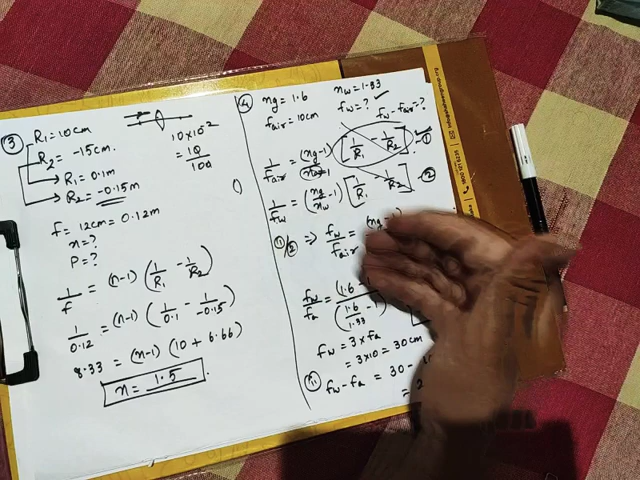 ③ R₁ = 10cm
R₂ = -15cm.
R₁ = 0.1m
R₂ = -0.15m
10×10⁻²
= 10/100
f = 12cm = 0.12m
n = ?
P = ?
1/f = (n-1) (1/R₁ - 1/R₂)
1/0.12 = (n-1) (1/0.1 - 1/-0.15)
8.33 = (n-1) (10 + 6.66)
n = 1.5
④ ng = 1.6
nw = 1.33
fair = 10cm
fw = ? ✓
fw - fair = ?
[1/R₁ - 1/R₂] - ①
1/fw = (ng/nw - 1) [1/R₁ - 1/R₂] - ②
⇒ fw/fair = (ng - 1)
fw/fa = (1.6 - 1
(1.6/1.33 - 1)
fw = 3 × fa
= 3×10 = 30cm
fw - fa = 30 -
=